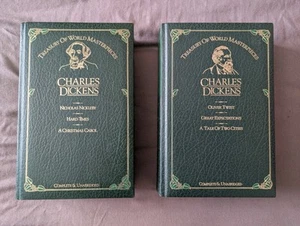 Treasury Of World Masterpieces
CHARLES
DICKENS
Nicholas Nickleby
Hard Times
A Christmas Carol
Complete & Unabridged
Treasury Of World Masterpieces
CHARLES
DICKENS
Oliver Twist
Great Expectations
A Tale Of Two Cities
Complete & Unabridged